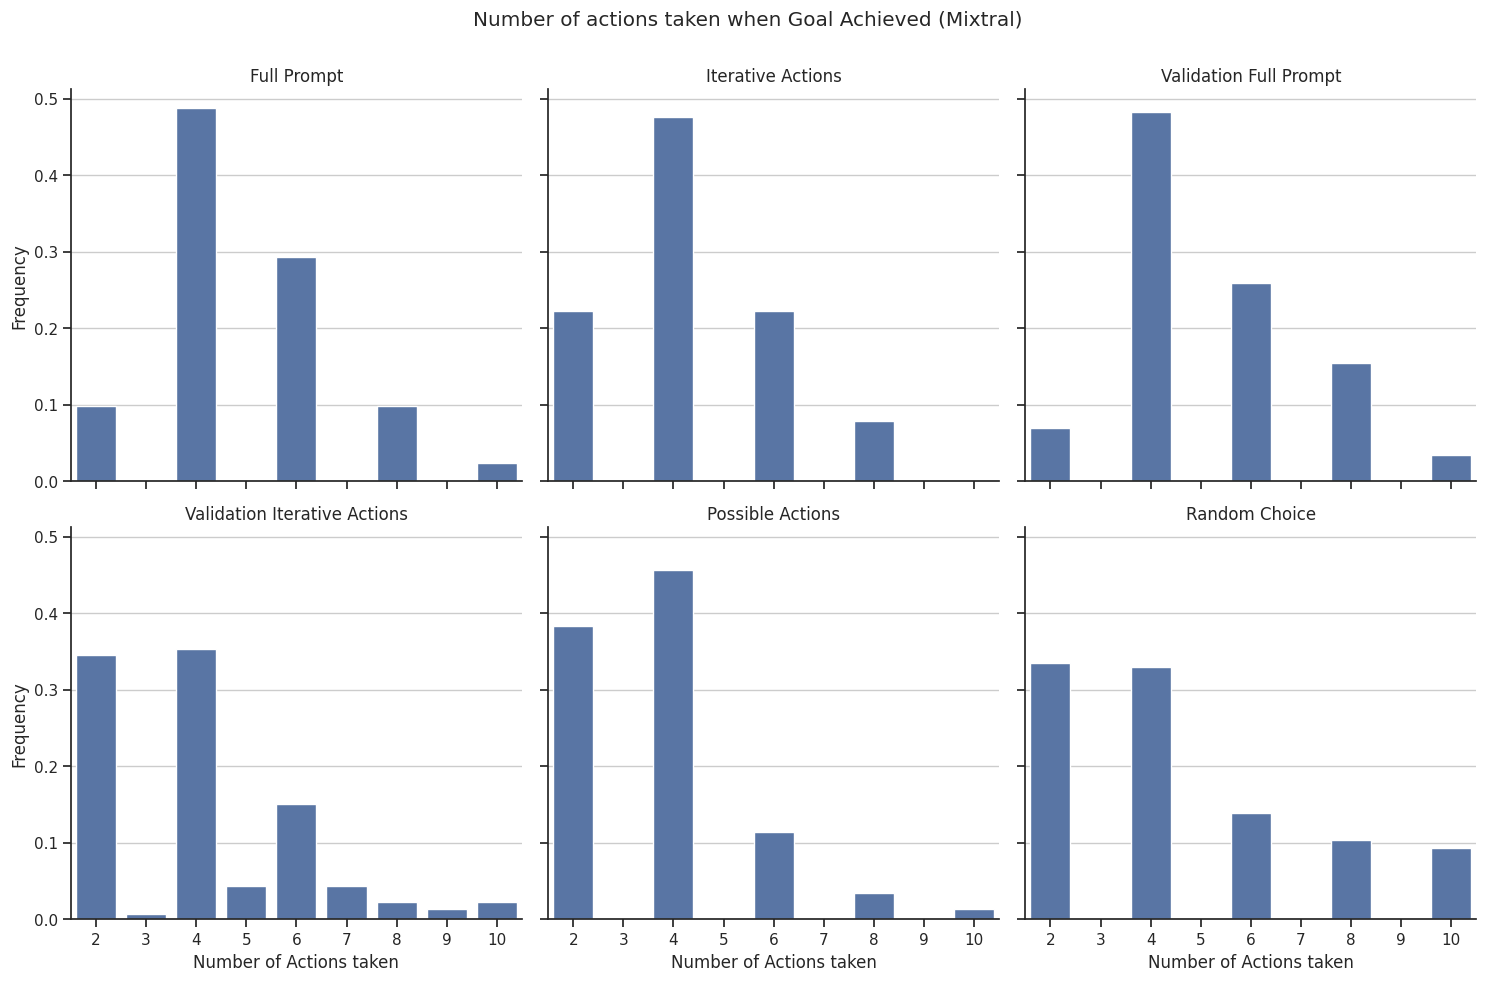 Number of actions taken when Goal Achieved (Mixtral)
Full Prompt
Iterative Actions
Validation Full Prompt
0.5
0.4
0.3
0.2
0.1
0.0
Frequency
Validation Iterative Actions
Possible Actions
Random Choice
0.5
0.4
0.3
0.2
0.1
0.0
Frequency
2 3 4 5 6 7 8 9 10
2 3 4 5 6 7 8 9 10
2 3 4 5 6 7 8 9 10
Number of Actions taken
Number of Actions taken
Number of Actions taken